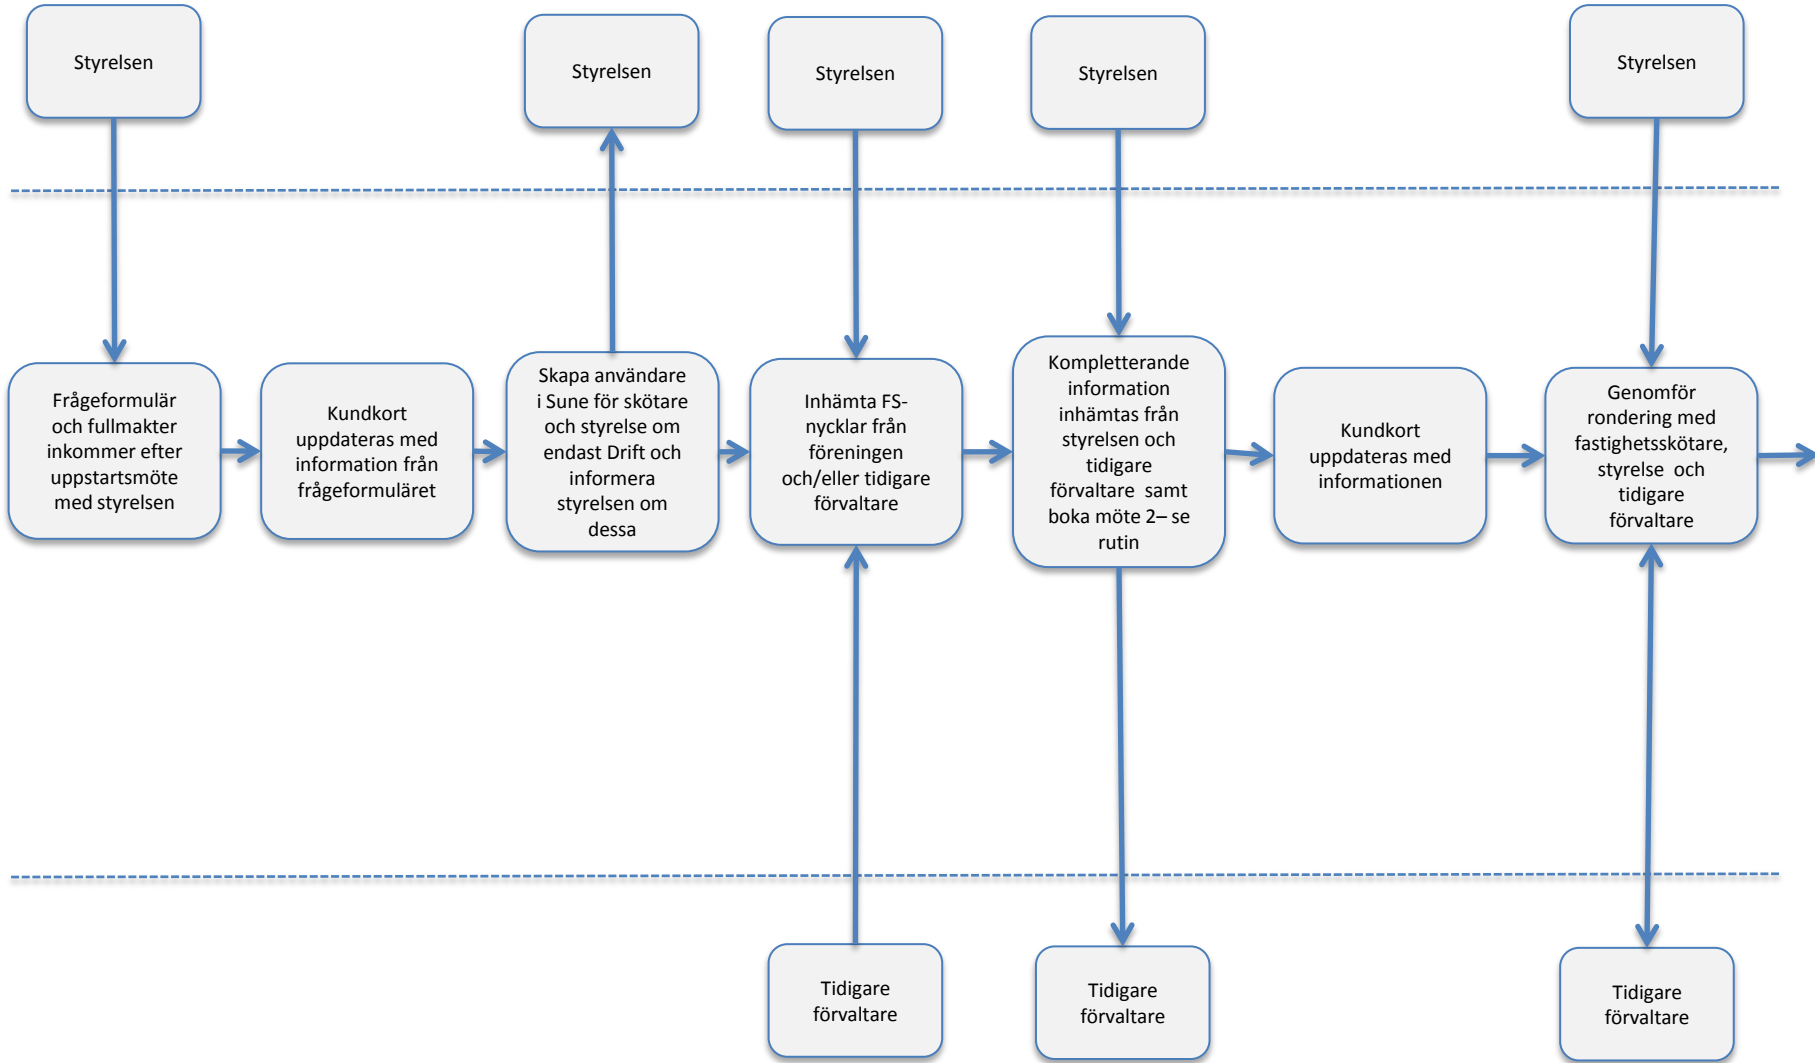 Styrelsen
Styrelsen
Styrelsen
Styrelsen
Styrelsen
Frågeformulär
och fullmakter
inkommer efter
uppstartsmöte
med styrelsen
Kundkort
uppdateras med
information från
frågeformuläret
Skapa användare
i Sune för skötare
och styrelse om
endast Drift och
informera
styrelsen om
dessa
Inhämta FS-
nycklar från
föreningen
och/eller tidigare
förvaltare
Kompletterande
information
inhämtas från
styrelsen och
tidigare
förvaltare  samt
boka möte 2– se
rutin
Kundkort
uppdateras med
informationen
Genomför
rondering med
fastighetsskötare,
styrelse  och
tidigare
förvaltare
Tidigare
förvaltare
Tidigare
förvaltare
Tidigare
förvaltare